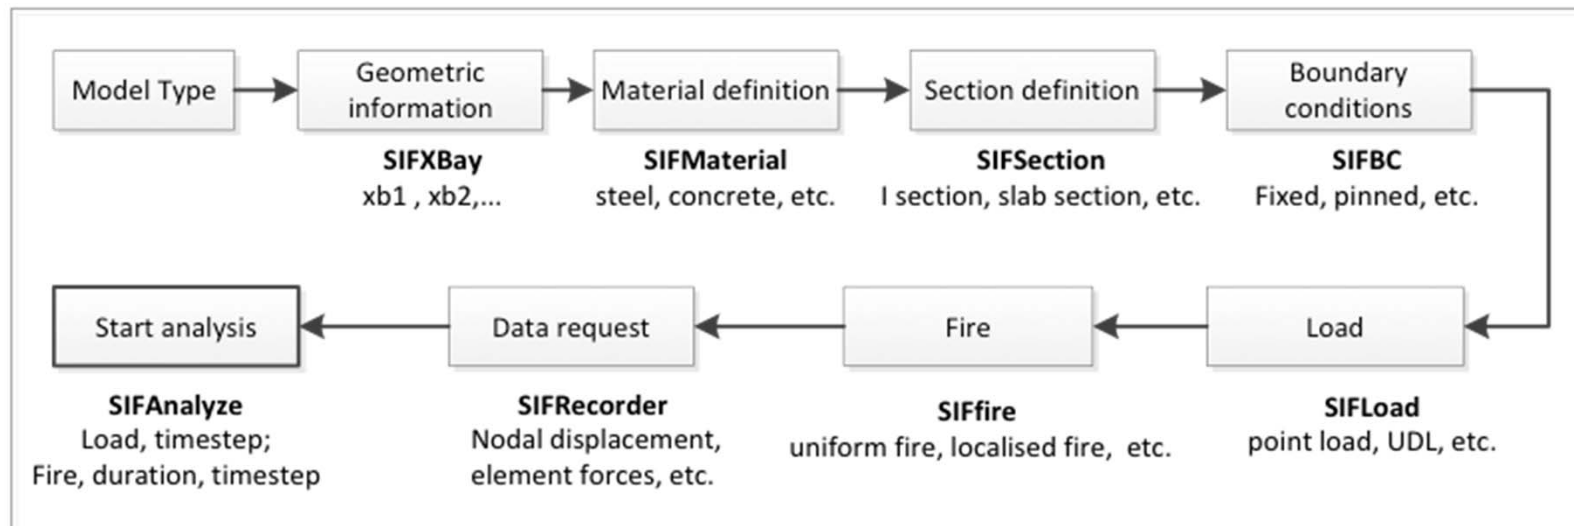 Model Type
Geometric
information
Material definition
Section definition
Boundary
conditions
SIFXBay
xb1 , xb2,...
SIFMaterial
steel, concrete, etc.
SIFSection
I section, slab section, etc.
SIFBC
Fixed, pinned, etc.
Load
SIFLoad
point load, UDL, etc.
Fire
SIFfire
uniform fire, localised fire, etc.
Data request
SIFRecorder
Nodal displacement,
element forces, etc.
Start analysis
SIFAnalyze
Load, timestep;
Fire, duration, timestep